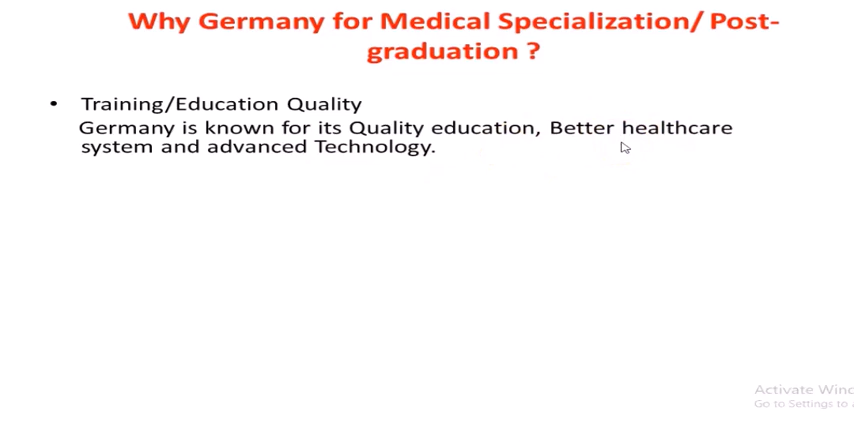 Why Germany for Medical Specialization/ Post-
graduation ?
• Training/Education Quality
Germany is known for its Quality education, Better healthcare
system and advanced Technology.
Activate Winc
Go to Settings to